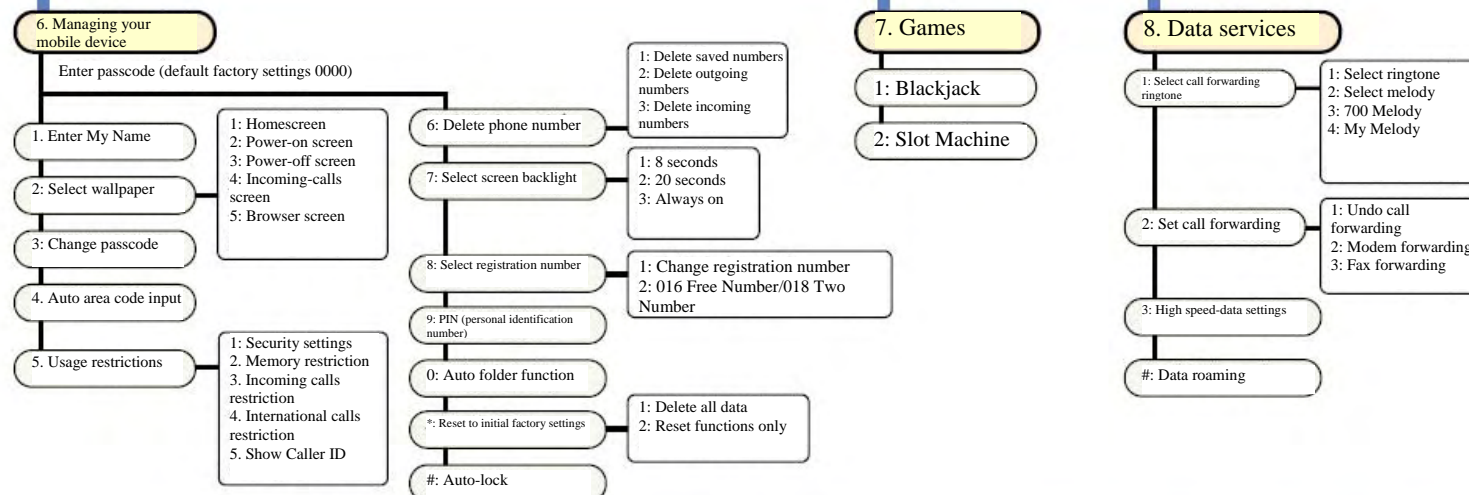 6. Managing your
mobile device
Enter passcode (default factory settings 0000)
1. Enter My Name
2: Select wallpaper
1: Homescreen
2: Power-on screen
3: Power-off screen
4: Incoming-calls
screen
5: Browser screen
3: Change passcode
4. Auto area code input
5. Usage restrictions
1: Security settings
2. Memory restriction
3. Incoming calls
restriction
4. International calls
restriction
5. Show Caller ID
6: Delete phone number
1: Delete saved numbers
2: Delete outgoing
numbers
3: Delete incoming
numbers
7: Select screen backlight
1: 8 seconds
2: 20 seconds
3: Always on
8: Select registration number
1: Change registration number
2: 016 Free Number/018 Two
Number
9: PIN (personal identification
number)
0: Auto folder function
*: Reset to initial factory settings
1: Delete all data
2: Reset functions only
#: Auto-lock
7. Games
1: Blackjack
2: Slot Machine
8. Data services
1: Select call forwarding
ringtone
1: Select ringtone
2: Select melody
3: 700 Melody
4: My Melody
2: Set call forwarding
1: Undo call
forwarding
2: Modem forwarding
3: Fax forwarding
3: High speed-data settings
#: Data roaming